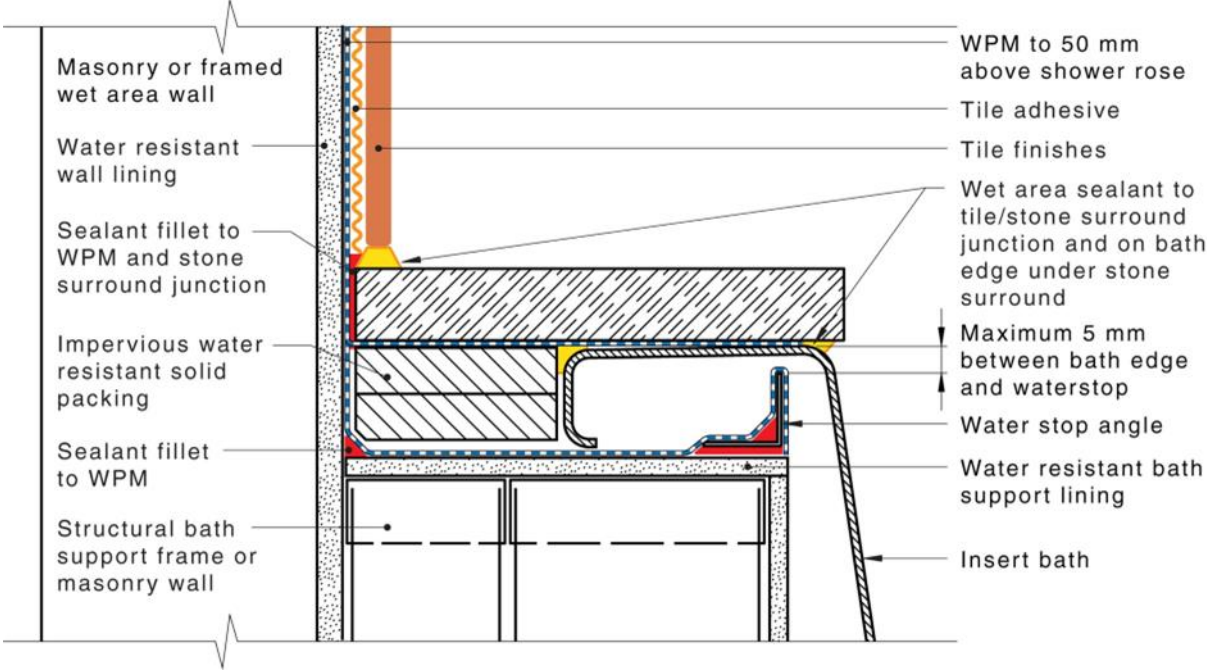 Masonry or framed
wet area wall
Water resistant
wall lining
Sealant fillet to
WPM and stone
surround junction
Impervious water
resistant solid
packing
Sealant fillet
to WPM
Structural bath
support frame or
masonry wall
WPM to 50 mm
above shower rose
Tile adhesive
Tile finishes
Wet area sealant to
tile/stone surround
junction and on bath
edge under stone
surround
Maximum 5 mm
between bath edge
and waterstop
Water stop angle
Water resistant bath
support lining
Insert bath